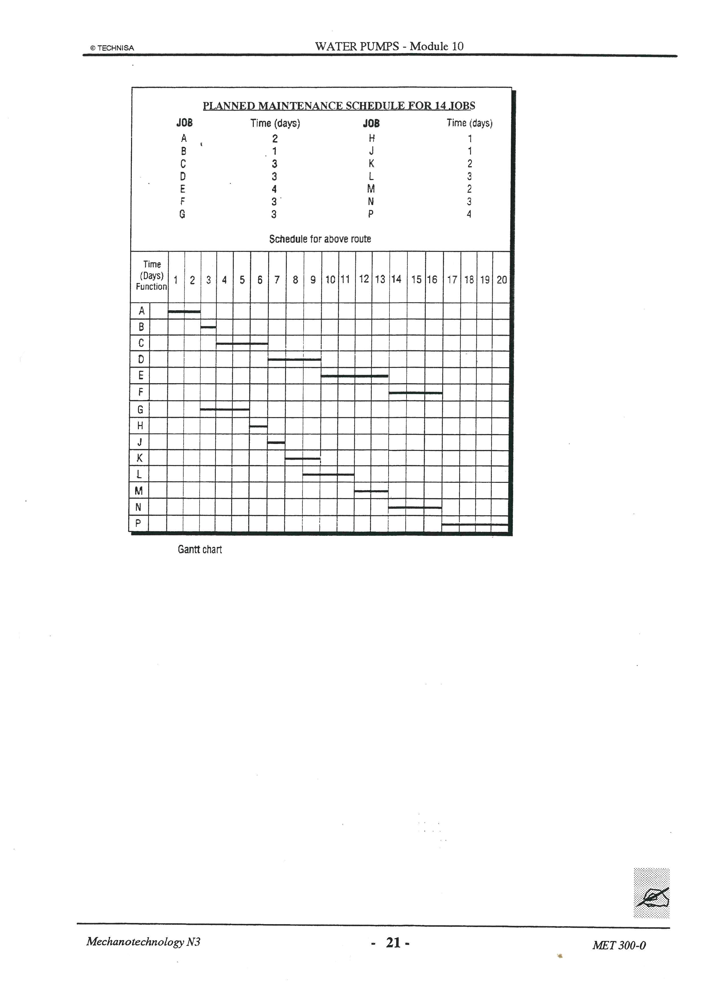 © TECHNISA WATER PUMPS - Module 10
PLANNED MAINTENANCE SCHEDULE FOR 14 JOBS
JOB Time (days) JOB Time (days)
A 2 H 1
B 1 J 1
C 3 K 2
D 3 L 3
E 4 M 2
F 3 N 3
G 3 P 4
Schedule for above route
Time
(Days) 1 2 3 4 5 6 7 8 9 10 11 12 13 14 15 16 17 18 19 20
Function
A
B
C
D
E
F
G
H
J
K
L
M
N
P
Gantt chart
Mechanotechnology N3 - 21 - MET 300-0